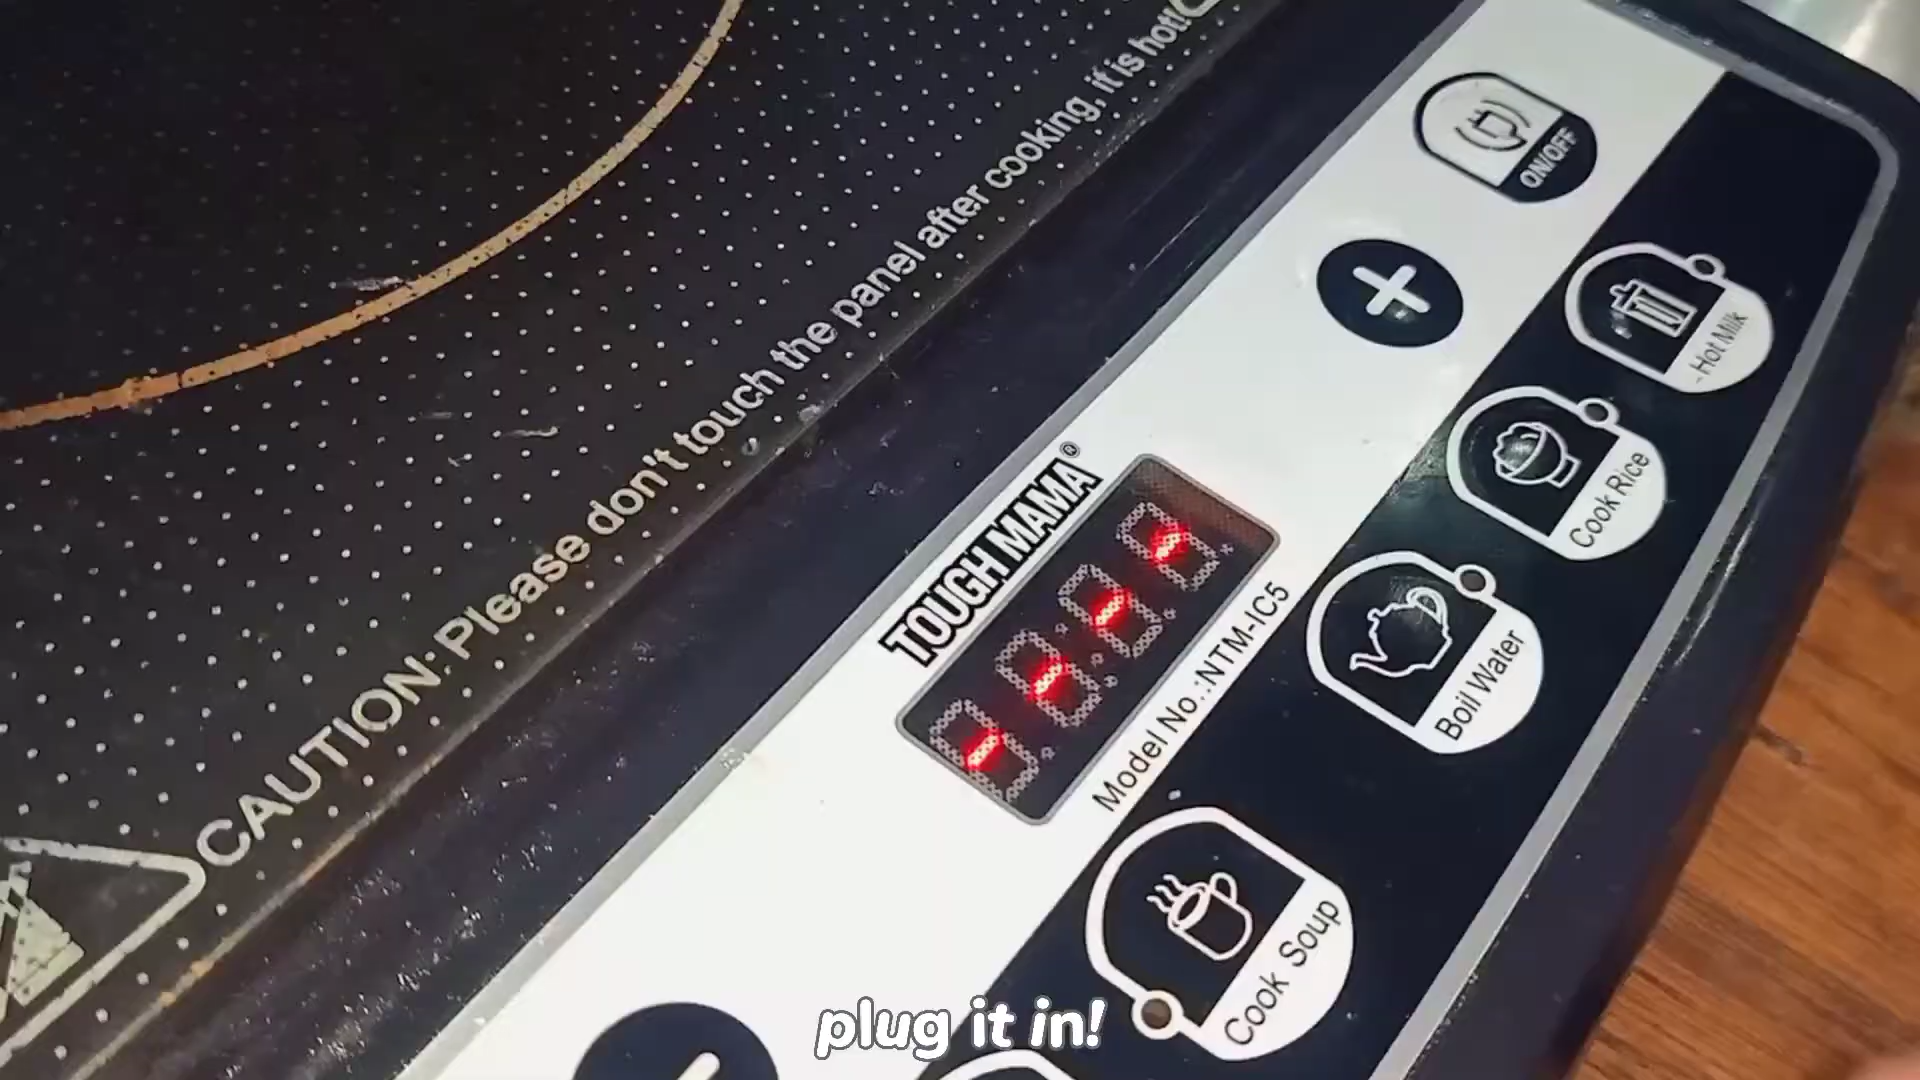 CAUTION: Please don't touch the panel after cooking, it is hot!
ON/OFF
Hot Milk
Cook Rice
TOUGH MAMA®
Boil Water
Model No.:NTM-IC5
Cook Soup
plug it in!